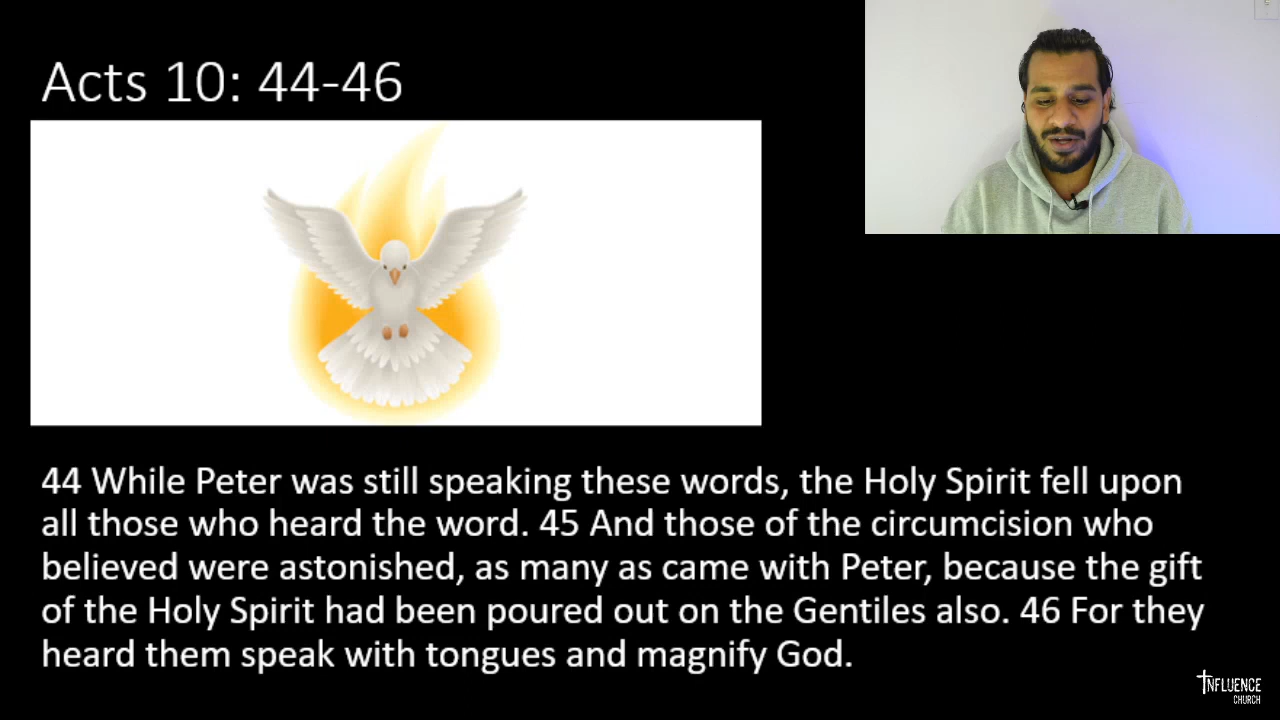 Acts 10: 44-46
44 While Peter was still speaking these words, the Holy Spirit fell upon
all those who heard the word. 45 And those of the circumcision who
believed were astonished, as many as came with Peter, because the gift
of the Holy Spirit had been poured out on the Gentiles also. 46 For they
heard them speak with tongues and magnify God.
INFLUENCE
CHURCH